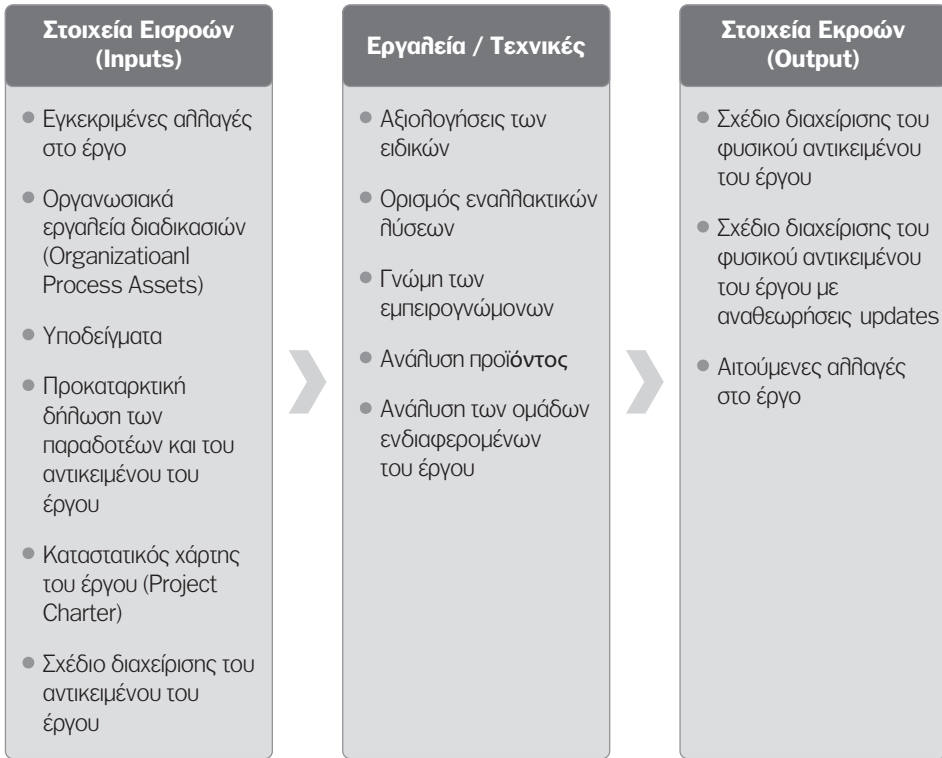 Στοιχεία Εισροών
(Inputs)
Εγκεκριμένες αλλαγές
στο έργο
Οργανωσιακά
εργαλεία διαδικασιών
(Organizatioanl
Process Assets)
Υποδείγματα
Προκαταρκτική
δήλωση των
παραδοτέων και του
αντικειμένου του
έργου
Καταστατικός χάρτης
του έργου (Project
Charter)
Σχέδιο διαχείρισης του
αντικειμένου του
έργου
Εργαλεία / Τεχνικές
Αξιολογήσεις των
ειδικών
Ορισμός εναλλακτικών
λύσεων
Γνώμη των
εμπειρογνώμονων
Ανάλυση προϊόντος
Ανάλυση των ομάδων
ενδιαφερομένων
του έργου
Στοιχεία Εκροών
(Output)
Σχέδιο διαχείρισης του
φυσικού αντικειμένου
του έργου
Σχέδιο διαχείρισης του
φυσικού αντικειμένου
του έργου με
αναθεωρήσεις updates
Αιτούμενες αλλαγές
στο έργο